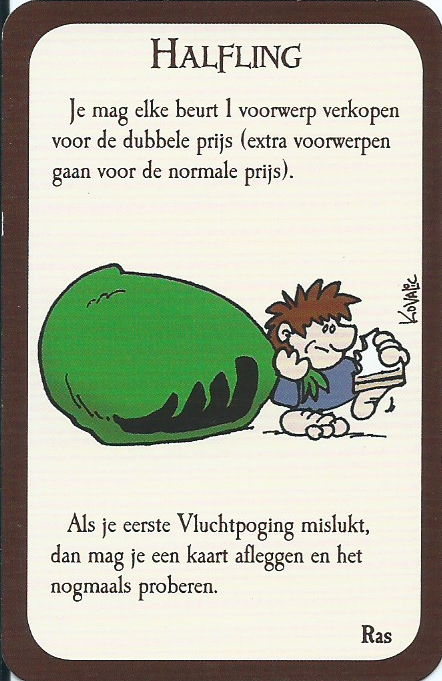 HALFLING
Je mag elke beurt 1 voorwerp verkopen
voor de dubbele prijs (extra voorwerpen
gaan voor de normale prijs).
KOVALIC
Als je eerste Vluchtpoging mislukt,
dan mag je een kaart afleggen en het
nogmaals proberen.
Ras